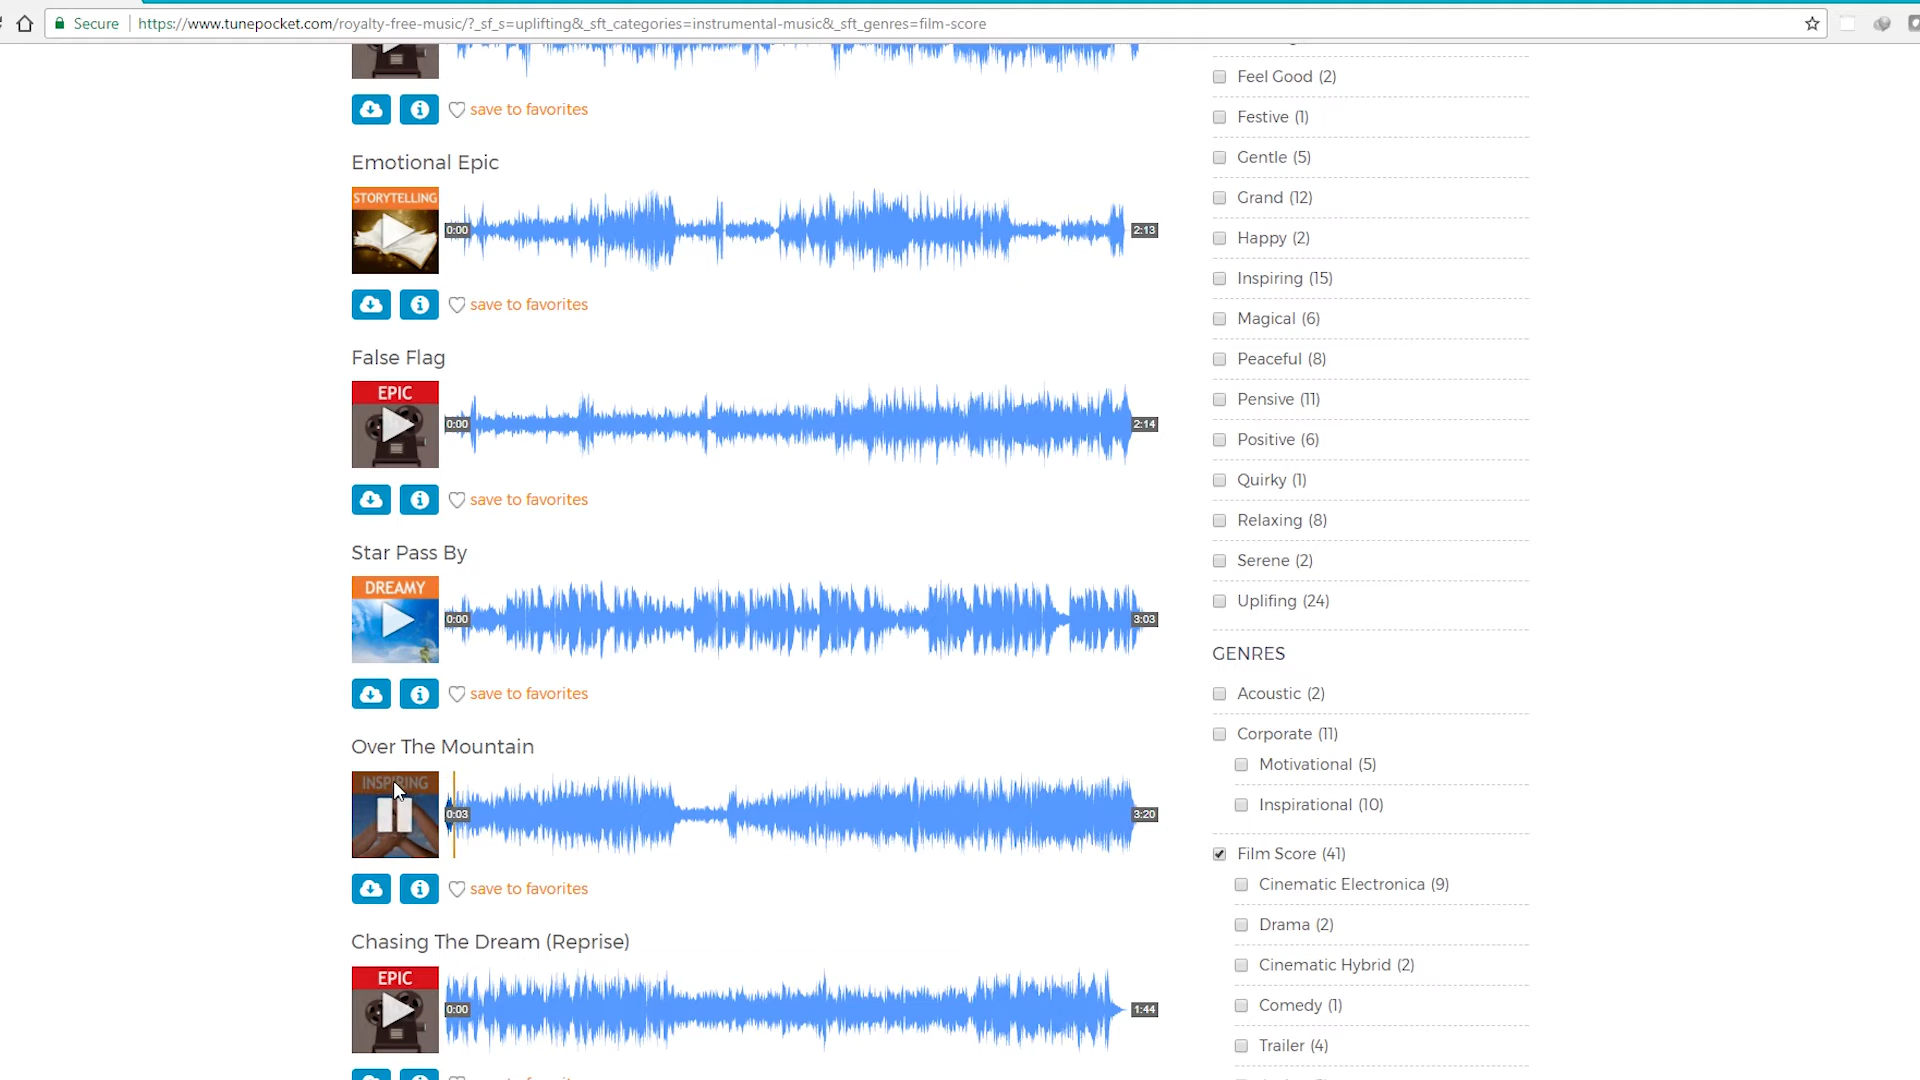 Secure https://www.tunepocket.com/royalty-free-music/?_sf_s=uplifting&_sft_categories=instrumental-music&_sft_genres=film-score
save to favorites
Emotional Epic
STORYTELLING
0:00
2:13
save to favorites
False Flag
EPIC
0:00
2:14
save to favorites
Star Pass By
DREAMY
0:00
3:03
save to favorites
Over The Mountain
INSPIRING
0:03
3:20
save to favorites
Chasing The Dream (Reprise)
EPIC
0:00
1:44
Feel Good (2)
Festive (1)
Gentle (5)
Grand (12)
Happy (2)
Inspiring (15)
Magical (6)
Peaceful (8)
Pensive (11)
Positive (6)
Quirky (1)
Relaxing (8)
Serene (2)
Uplifing (24)
GENRES
Acoustic (2)
Corporate (11)
Motivational (5)
Inspirational (10)
Film Score (41)
Cinematic Electronica (9)
Drama (2)
Cinematic Hybrid (2)
Comedy (1)
Trailer (4)